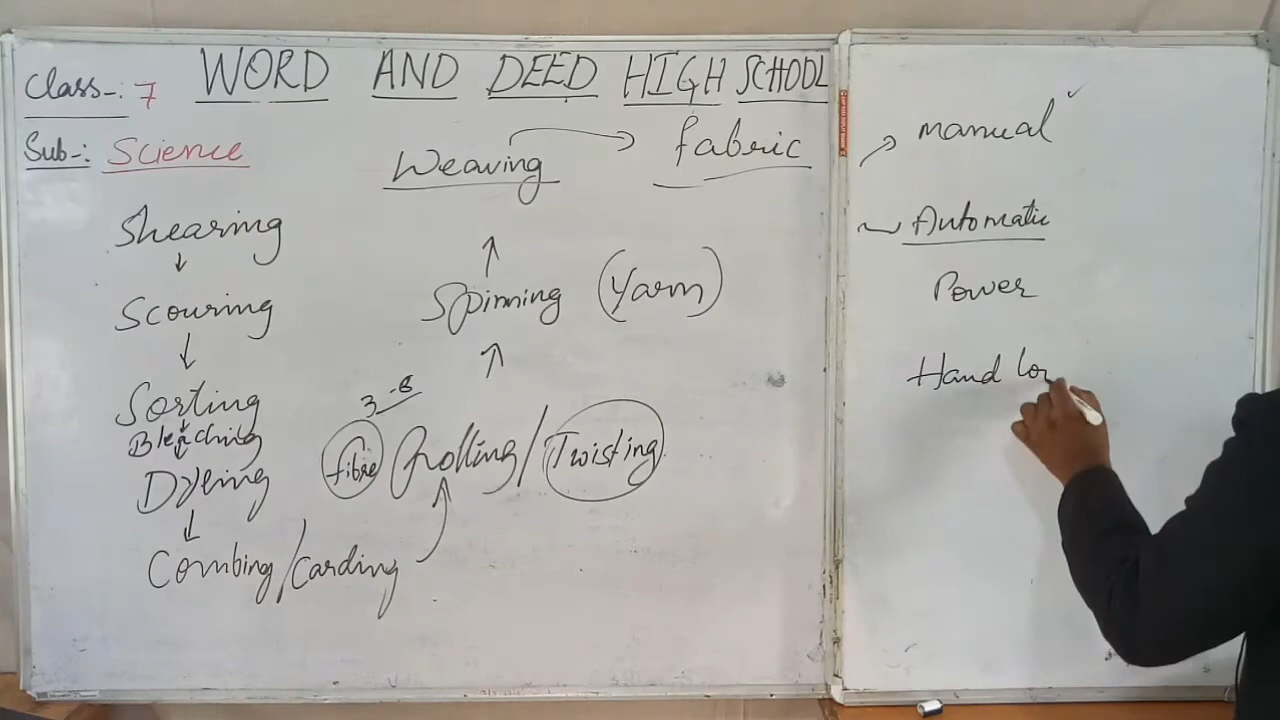 WORD AND DEED HIGH SCHOOL
Class-: 7
Sub-: Science
Weaving → fabric
Shearing
↓
Scouring
↓
Sorting
↓
Bleaching
↓
Dyeing
↓
Combing/Carding
fibre Rolling/Twisting
3-8
↑
Spinning (Yarn)
↑
manual ✓
Automatic
Power
Hand loo